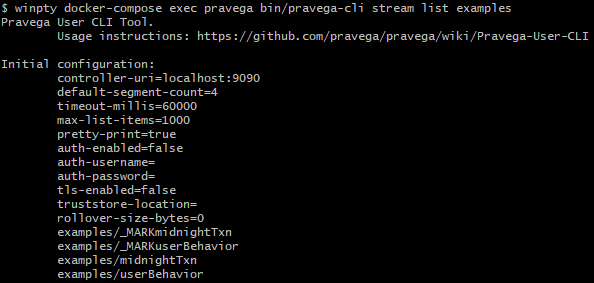 $ winpty docker-compose exec pravega bin/pravega-cli stream list examples
Pravega User CLI Tool.
Usage instructions: https://github.com/pravega/pravega/wiki/Pravega-User-CLI
Initial configuration:
controller-uri=localhost:9090
default-segment-count=4
timeout-millis=60000
max-list-items=1000
pretty-print=true
auth-enabled=false
auth-username=
auth-password=
tls-enabled=false
truststore-location=
rollover-size-bytes=0
examples/_MARKmidnightTxn
examples/_MARKuserBehavior
examples/midnightTxn
examples/userBehavior